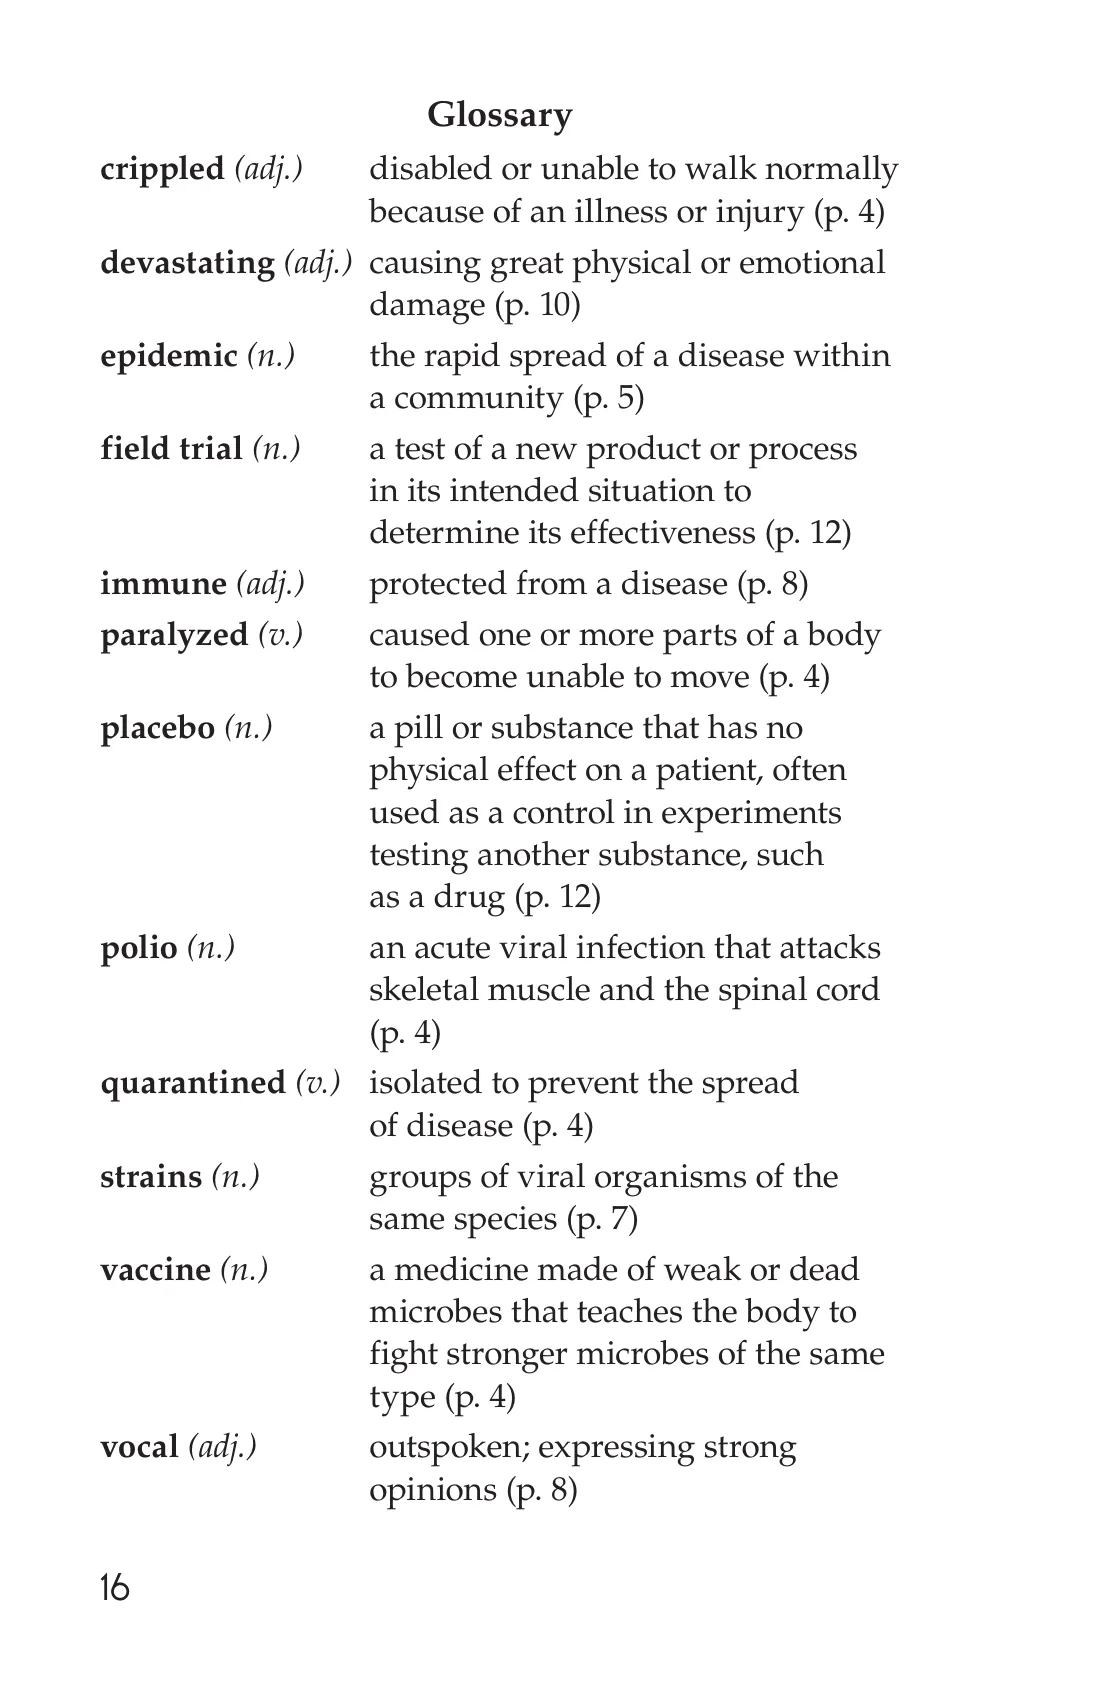 Glossary
crippled (adj.) disabled or unable to walk normally
because of an illness or injury (p. 4)
devastating (adj.) causing great physical or emotional
damage (p. 10)
epidemic (n.) the rapid spread of a disease within
a community (p. 5)
field trial (n.) a test of a new product or process
in its intended situation to
determine its effectiveness (p. 12)
immune (adj.) protected from a disease (p. 8)
paralyzed (v.) caused one or more parts of a body
to become unable to move (p. 4)
placebo (n.) a pill or substance that has no
physical effect on a patient, often
used as a control in experiments
testing another substance, such
as a drug (p. 12)
polio (n.) an acute viral infection that attacks
skeletal muscle and the spinal cord
(p. 4)
quarantined (v.) isolated to prevent the spread
of disease (p. 4)
strains (n.) groups of viral organisms of the
same species (p. 7)
vaccine (n.) a medicine made of weak or dead
microbes that teaches the body to
fight stronger microbes of the same
type (p. 4)
vocal (adj.) outspoken; expressing strong
opinions (p. 8)
16